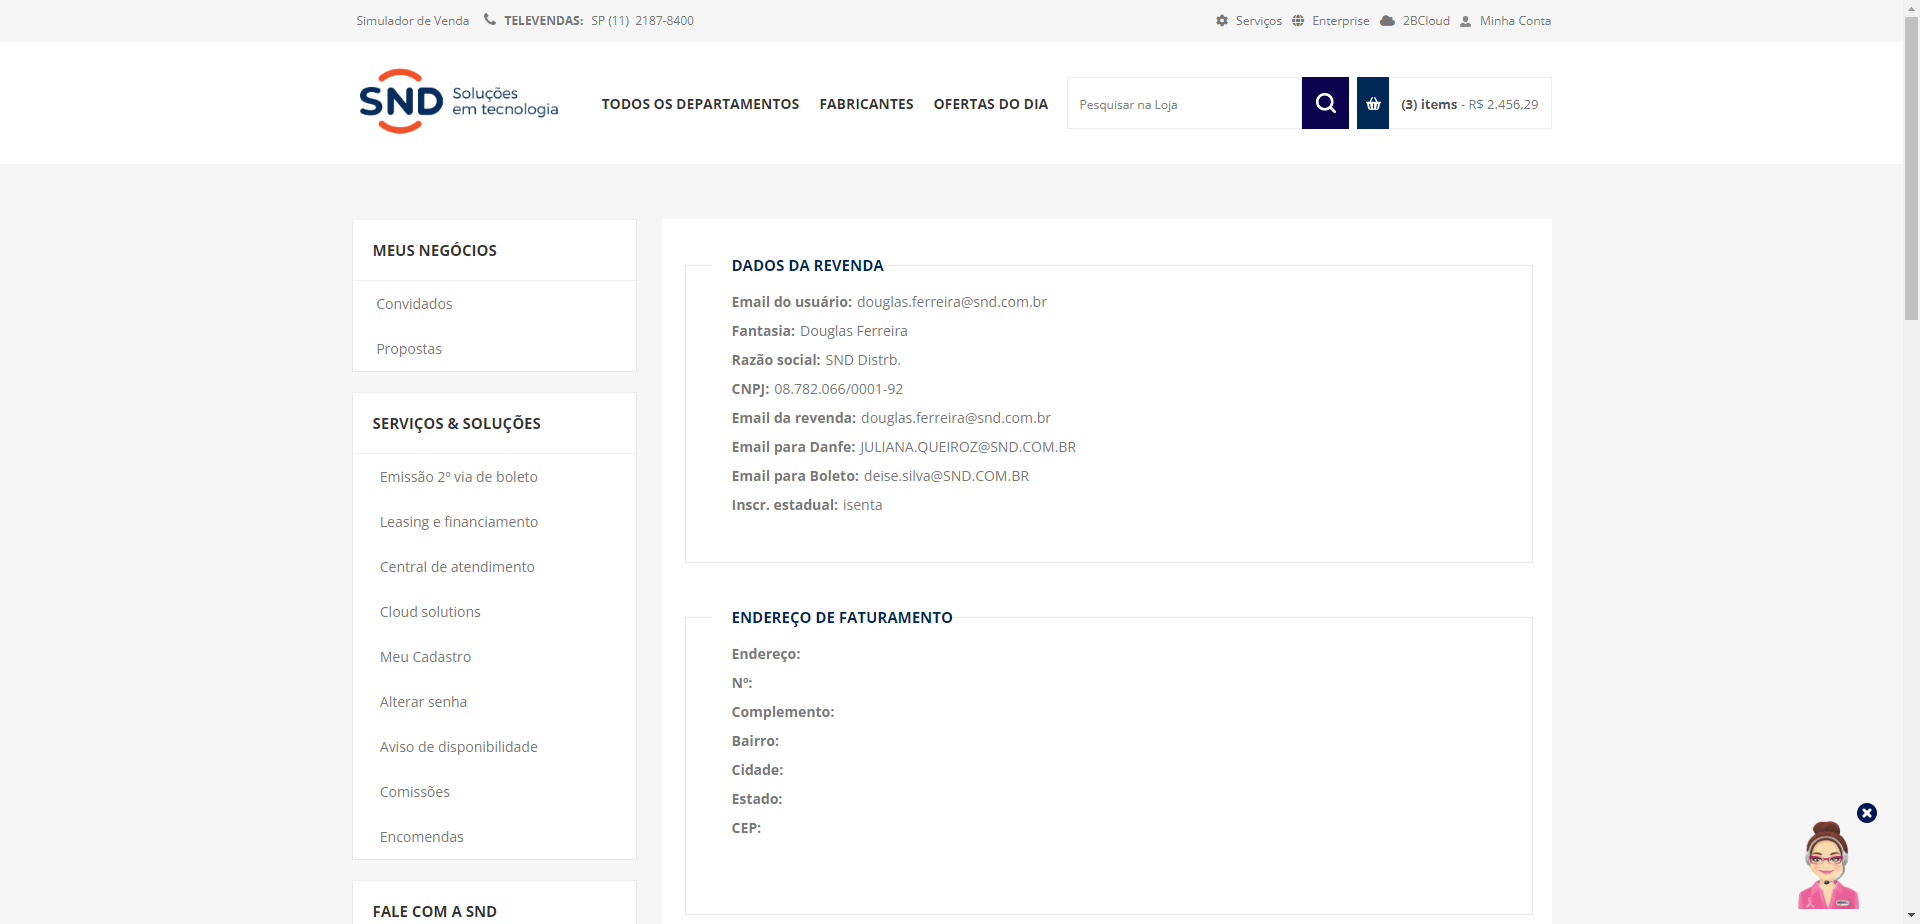 Simulador de Venda TELEVENDAS: SP (11) 2187-8400 Serviços Enterprise 2BCloud Minha Conta
SND Soluções em tecnologia
TODOS OS DEPARTAMENTOS FABRICANTES OFERTAS DO DIA Pesquisar na Loja (3) items - R$ 2.456,29
MEUS NEGÓCIOS
Convidados
Propostas
SERVIÇOS & SOLUÇÕES
Emissão 2º via de boleto
Leasing e financiamento
Central de atendimento
Cloud solutions
Meu Cadastro
Alterar senha
Aviso de disponibilidade
Comissões
Encomendas
FALE COM A SND
DADOS DA REVENDA
Email do usuário: douglas.ferreira@snd.com.br
Fantasia: Douglas Ferreira
Razão social: SND Distrb.
CNPJ: 08.782.066/0001-92
Email da revenda: douglas.ferreira@snd.com.br
Email para Danfe: JULIANA.QUEIROZ@SND.COM.BR
Email para Boleto: deise.silva@SND.COM.BR
Inscr. estadual: isenta
ENDEREÇO DE FATURAMENTO
Endereço:
Nº:
Complemento:
Bairro:
Cidade:
Estado:
CEP: